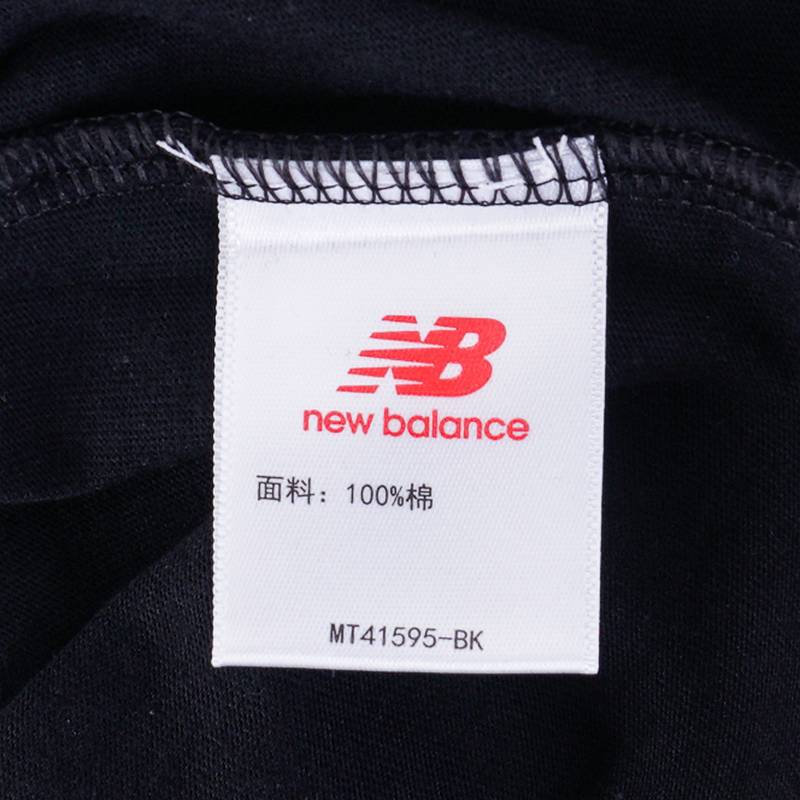 NB
new balance
面料：100%棉
MT41595-BK